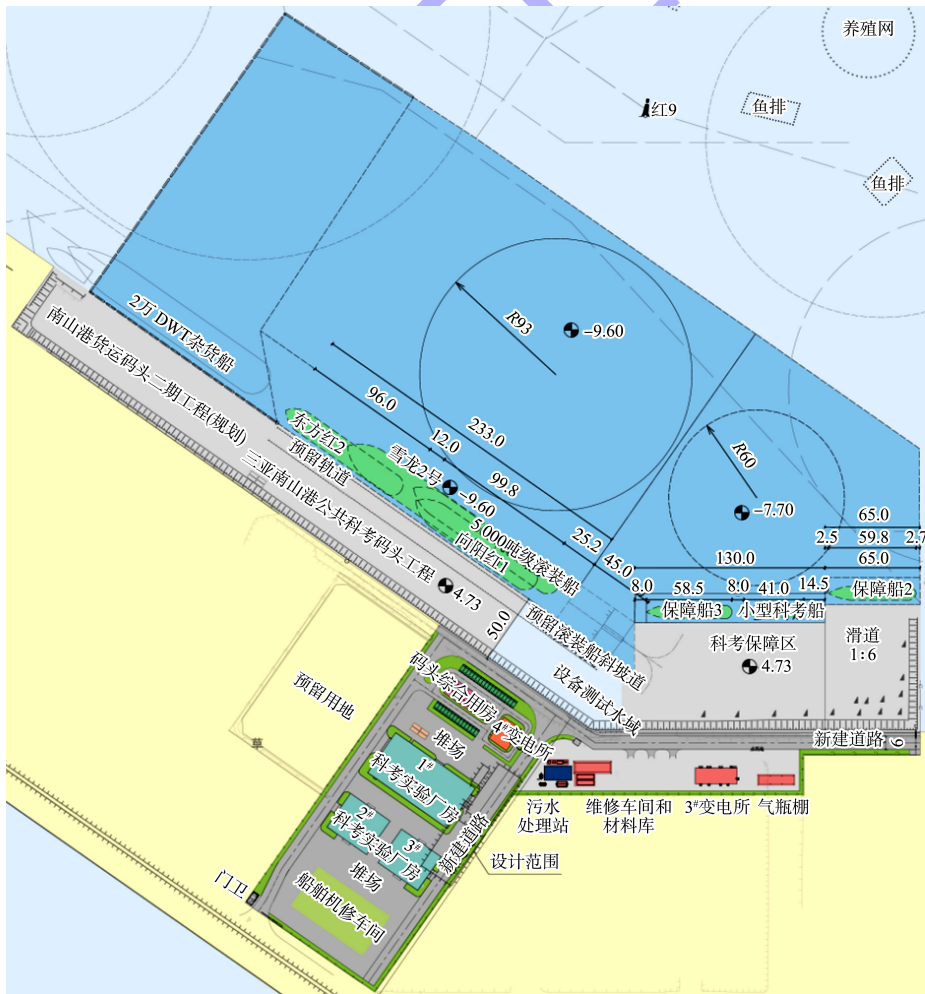 养殖网
红9
鱼排
鱼排
2万 DWT杂货船
南山港货运码头二期工程(规划)
R93
-9.60
96.0
233.0
12.0
99.8
R60
-7.70
东方红2
预留轨道
雪龙2号
-9.60
5 000吨级滚装船
向阳红1
三亚南山港公共科考码头工程
4.73
25.2
45.0
65.0
2.5
59.8
2.7
130.0
65.0
8.0
58.5
8.0
41.0
14.5
保障船3
小型科考船
保障船2
50.0
预留滚装船斜坡道
科考保障区
4.73
滑道
1:6
设备测试水域
码头综合用房
4#变电所
预留用地
草
堆场
1#
科考实验厂房
2#
科考实验厂房
3#
新建道路
堆场
船舶机修车间
门卫
设计范围
新建道路
9
污水
处理站
维修车间和
材料库
3#变电所
气瓶棚